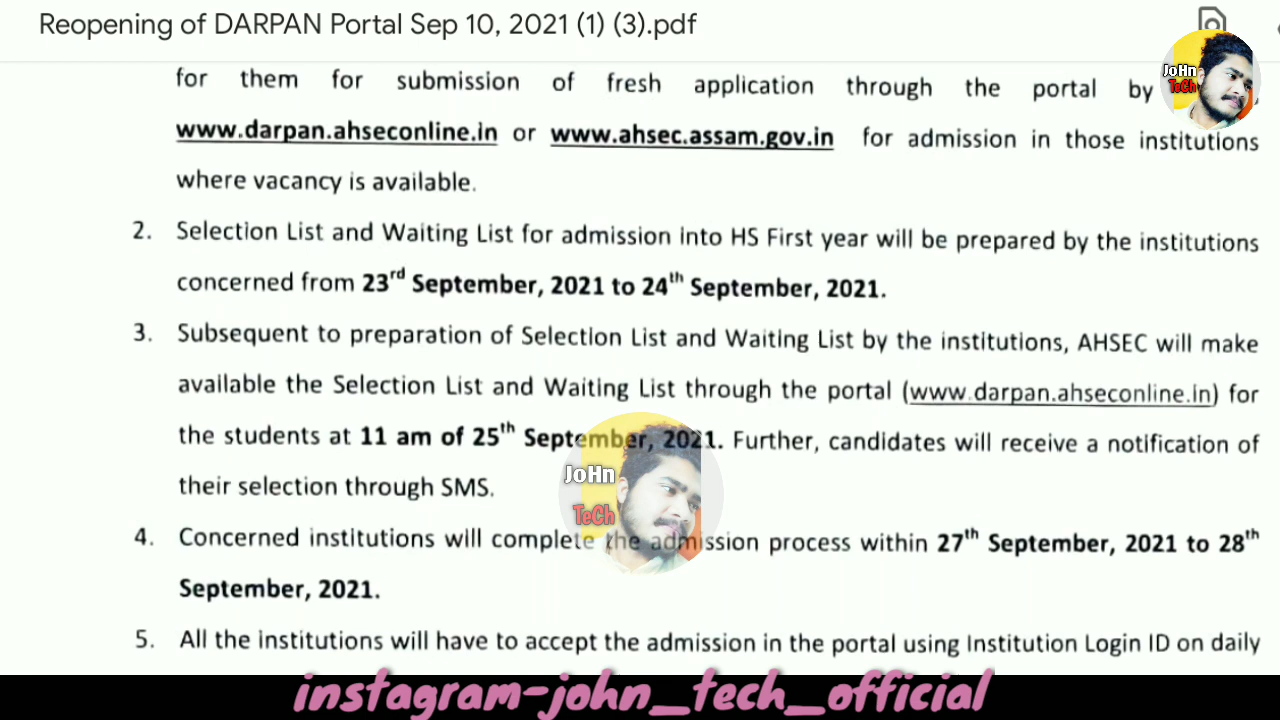 Reopening of DARPAN Portal Sep 10, 2021 (1) (3).pdf
JoHn
TeCh
for them for submission of fresh application through the portal by
www.darpan.ahseconline.in or www.ahsec.assam.gov.in for admission in those institutions
where vacancy is available.
2. Selection List and Waiting List for admission into HS First year will be prepared by the institutions
concerned from 23rd September, 2021 to 24th September, 2021.
3. Subsequent to preparation of Selection List and Waiting List by the institutions, AHSEC will make
available the Selection List and Waiting List through the portal (www.darpan.ahseconline.in) for
the students at 11 am of 25th September, 2021. Further, candidates will receive a notification of
their selection through SMS.
JoHn
TeCh
4. Concerned institutions will complete the admission process within 27th September, 2021 to 28th
September, 2021.
5. All the institutions will have to accept the admission in the portal using Institution Login ID on daily
instagram-john_tech_official